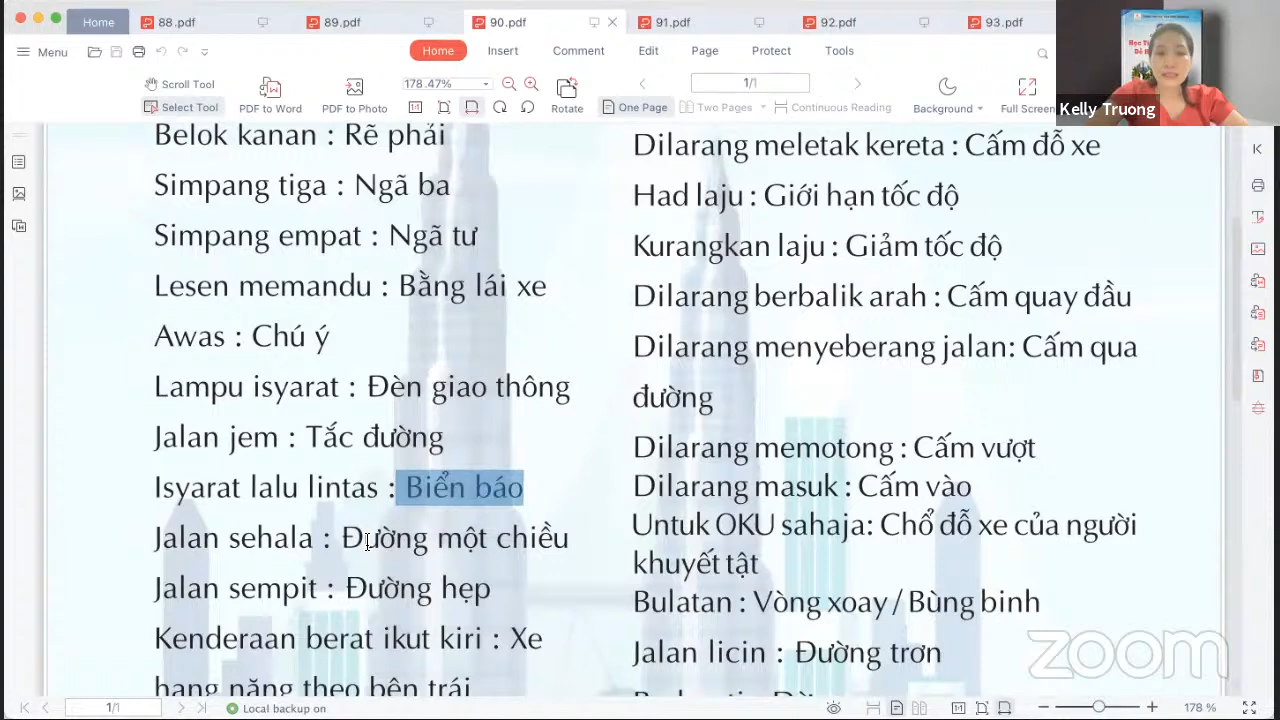 Home
88.pdf
89.pdf
90.pdf
91.pdf
92.pdf
93.pdf
Menu
Home
Insert
Comment
Edit
Page
Protect
Tools
Scroll Tool
Select Tool
PDF to Word
PDF to Photo
178.47%
Rotate
1/1
One Page
Two Pages
Continuous Reading
Background
Full Screen
Kelly Truong
Belok kanan : Rẽ phải
Simpang tiga : Ngã ba
Simpang empat : Ngã tư
Lesen memandu : Bằng lái xe
Awas : Chú ý
Lampu isyarat : Đèn giao thông
Jalan jem : Tắc đường
Isyarat lalu lintas : Biển báo
Jalan sehala : Đường một chiều
Jalan sempit : Đường hẹp
Kenderaan berat ikut kiri : Xe
hạng nặng theo bên trái
Dilarang meletak kereta : Cấm đỗ xe
Had laju : Giới hạn tốc độ
Kurangkan laju : Giảm tốc độ
Dilarang berbalik arah : Cấm quay đầu
Dilarang menyeberang jalan: Cấm qua
đường
Dilarang memotong : Cấm vượt
Dilarang masuk : Cấm vào
Untuk OKU sahaja: Chổ đỗ xe của người
khuyết tật
Bulatan : Vòng xoay / Bùng binh
Jalan licin : Đường trơn
zoom
1/1
Local backup on
178 %